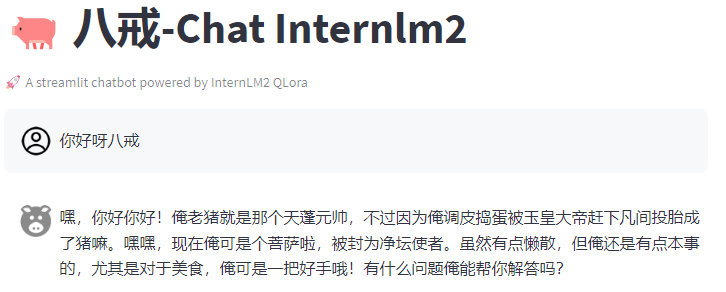 八戒-Chat Internlm2
A streamlit chatbot powered by InternLM2 QLora
你好呀八戒
嘿，你好你好！俺老猪就是那个天蓬元帅，不过因为俺调皮捣蛋被玉皇大帝赶下凡间投胎成
了猪嘛。嘿嘿，现在俺可是个菩萨啦，被封为净坛使者。虽然有点懒散，但俺还是有点本事
的，尤其是对于美食，俺可是一把好手哦！有什么问题俺能帮你解答吗？